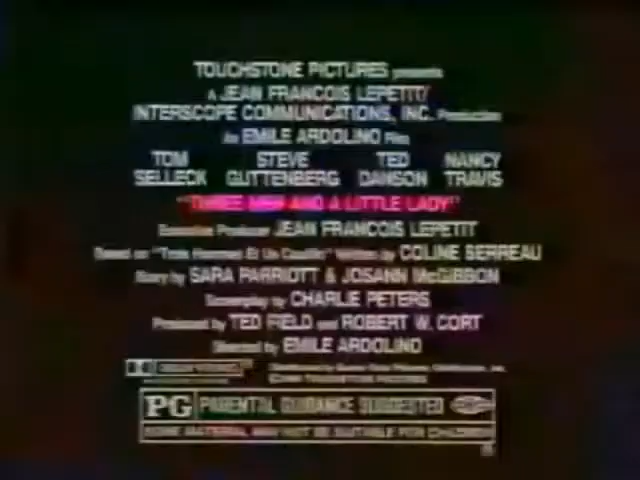 TOUCHSTONE PICTURES presents
A JEAN FRANCOIS LEPETIT/
INTERSCOPE COMMUNICATIONS, INC. Production
An EMILE ARDOLINO Film
TOM STEVE TED NANCY
SELLECK GUTTENBERG DANSON TRAVIS
"THREE MEN AND A LITTLE LADY"
Executive Producer JEAN FRANCOIS LEPETIT
Based on "Trois Hommes Et Un Couffin" Written by COLINE SERREAU
Story by SARA PARRIOTT & JOSANN McGIBBON
Screenplay by CHARLIE PETERS
Produced by TED FIELD and ROBERT W. CORT
Directed by EMILE ARDOLINO
PG PARENTAL GUIDANCE SUGGESTED
SOME MATERIAL MAY NOT BE SUITABLE FOR CHILDREN